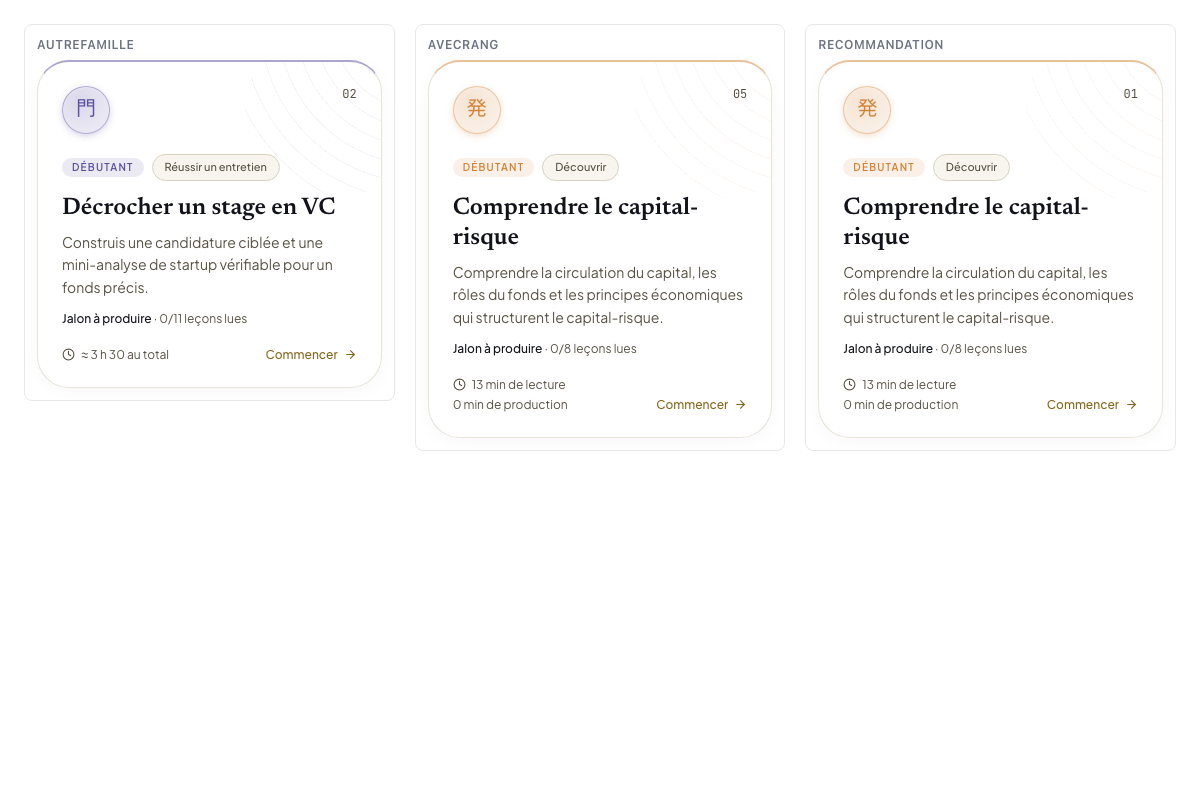 AUTREFAMILLE
門
02
DÉBUTANT
Réussir un entretien
Décrocher un stage en VC
Construis une candidature ciblée et une
mini-analyse de startup vérifiable pour un
fonds précis.
Jalon à produire · 0/11 leçons lues
≈ 3 h 30 au total
Commencer →
AVECRANG
発
05
DÉBUTANT
Découvrir
Comprendre le capital-
risque
Comprendre la circulation du capital, les
rôles du fonds et les principes économiques
qui structurent le capital-risque.
Jalon à produire · 0/8 leçons lues
13 min de lecture
0 min de production
Commencer →
RECOMMANDATION
発
01
DÉBUTANT
Découvrir
Comprendre le capital-
risque
Comprendre la circulation du capital, les
rôles du fonds et les principes économiques
qui structurent le capital-risque.
Jalon à produire · 0/8 leçons lues
13 min de lecture
0 min de production
Commencer →